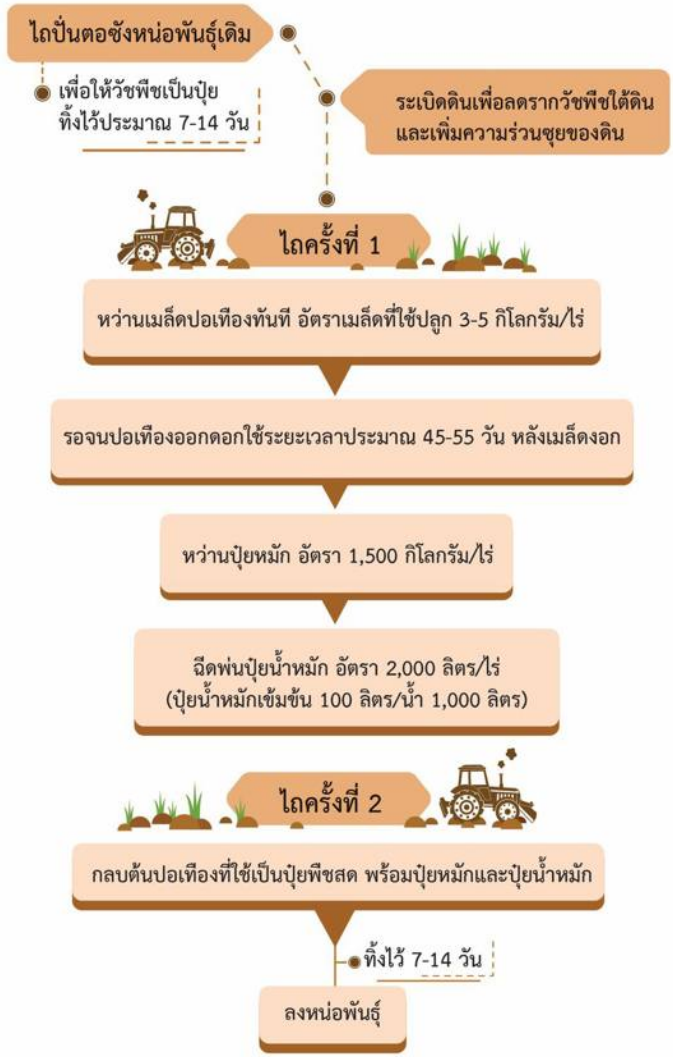 ไถปั่นตอซังหน่อพันธุ์เดิม
เพื่อให้วัชพืชเป็นปุ๋ย
ทิ้งไว้ประมาณ 7-14 วัน
ระเบิดดินเพื่อลดรากวัชพืชใต้ดิน
และเพิ่มความร่วนซุยของดิน
ไถครั้งที่ 1
หว่านเมล็ดปอเทืองทันที อัตราเมล็ดที่ใช้ปลูก 3-5 กิโลกรัม/ไร่
รอจนปอเทืองออกดอกใช้ระยะเวลาประมาณ 45-55 วัน หลังเมล็ดงอก
หว่านปุ๋ยหมัก อัตรา 1,500 กิโลกรัม/ไร่
ฉีดพ่นปุ๋ยน้ำหมัก อัตรา 2,000 ลิตร/ไร่
(ปุ๋ยน้ำหมักเข้มข้น 100 ลิตร/น้ำ 1,000 ลิตร)
ไถครั้งที่ 2
กลบต้นปอเทืองที่ใช้เป็นปุ๋ยพืชสด พร้อมปุ๋ยหมักและปุ๋ยน้ำหมัก
ทิ้งไว้ 7-14 วัน
ลงหน่อพันธุ์